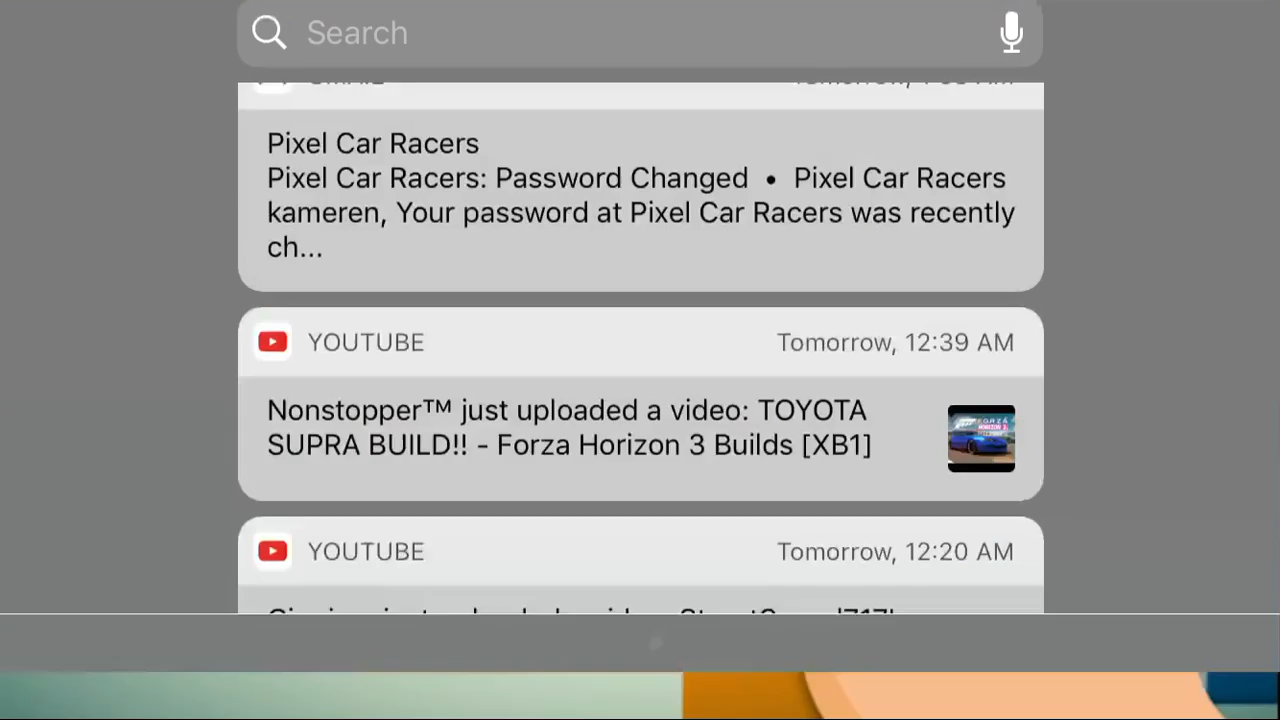 Search
Pixel Car Racers
Pixel Car Racers: Password Changed • Pixel Car Racers
kameren, Your password at Pixel Car Racers was recently
ch...
YOUTUBE Tomorrow, 12:39 AM
Nonstopper™ just uploaded a video: TOYOTA
SUPRA BUILD!! - Forza Horizon 3 Builds [XB1]
YOUTUBE Tomorrow, 12:20 AM